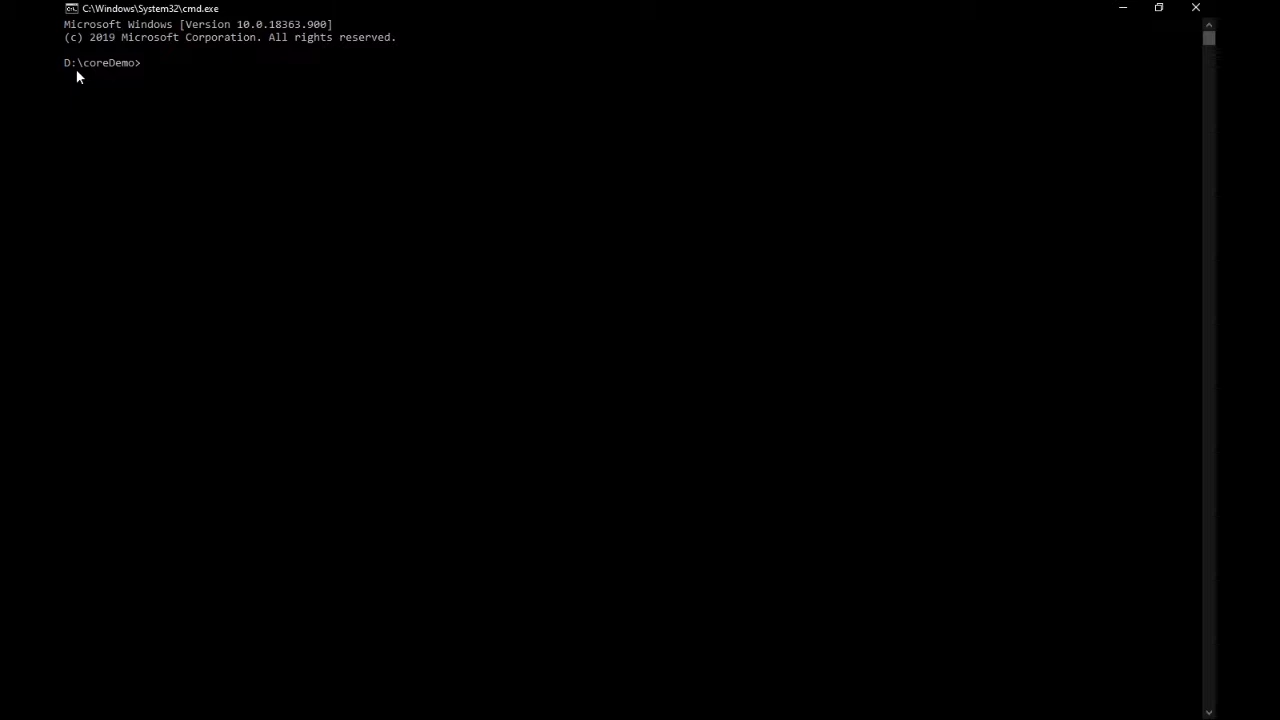 C:\Windows\System32\cmd.exe
Microsoft Windows [Version 10.0.18363.900]
(c) 2019 Microsoft Corporation. All rights reserved.
D:\coreDemo>